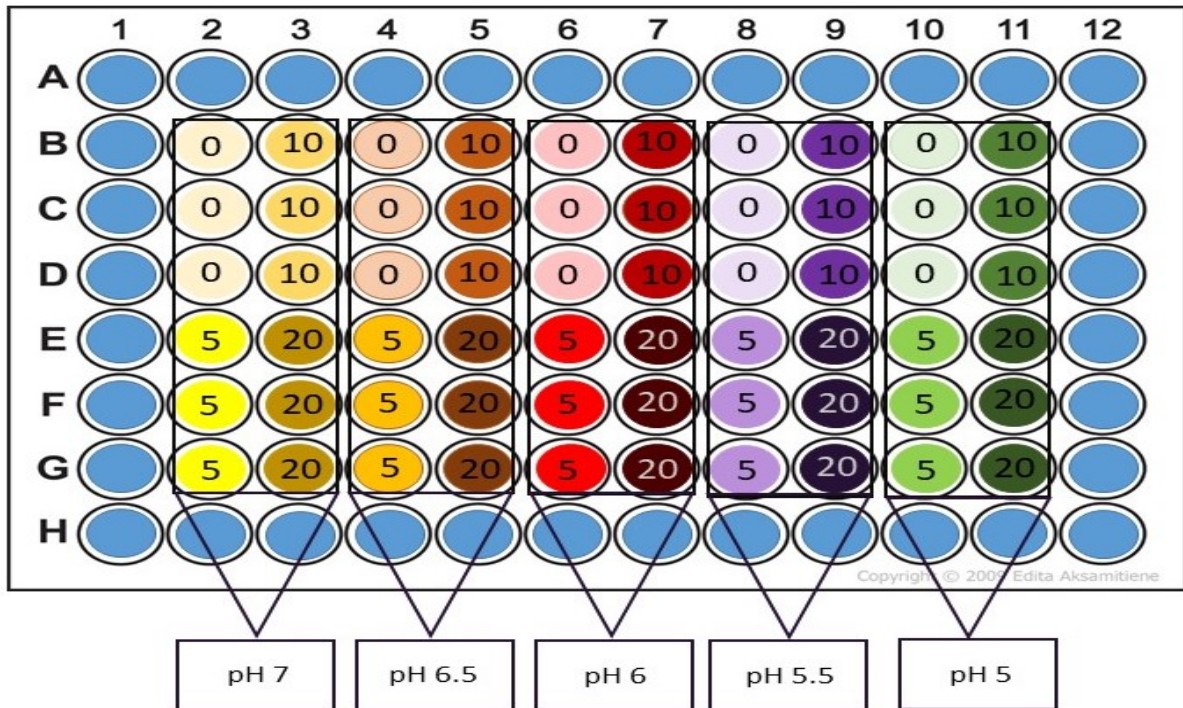 1 2 3 4 5 6 7 8 9 10 11 12
A
B 0 10 0 10 0 10 0 10 0 10
C 0 10 0 10 0 10 0 10 0 10
D 0 10 0 10 0 10 0 10 0 10
E 5 20 5 20 5 20 5 20 5 20
F 5 20 5 20 5 20 5 20 5 20
G 5 20 5 20 5 20 5 20 5 20
H
Copyright © 2009 Edita Aksamitiene
pH 7 pH 6.5 pH 6 pH 5.5 pH 5